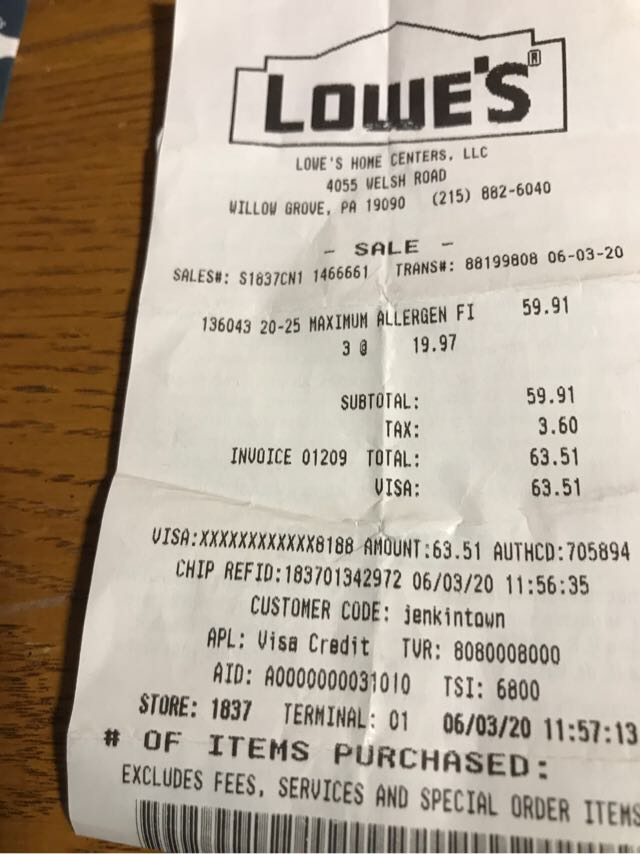 LOWE'S®
LOWE'S HOME CENTERS, LLC
4055 WELSH ROAD
WILLOW GROVE, PA 19090 (215) 882-6040
- SALE -
SALES#: S1837CN1 1466661 TRANS#: 88199808 06-03-20
136043 20-25 MAXIMUM ALLERGEN FI 59.91
3 @ 19.97
SUBTOTAL: 59.91
TAX: 3.60
INVOICE 01209 TOTAL: 63.51
VISA: 63.51
VISA:XXXXXXXXXXXX8188 AMOUNT:63.51 AUTHCD:705894
CHIP REFID:183701342972 06/03/20 11:56:35
CUSTOMER CODE: jenkintown
APL: Visa Credit TVR: 8080008000
AID: A0000000031010 TSI: 6800
STORE: 1837 TERMINAL: 01 06/03/20 11:57:13
# OF ITEMS PURCHASED:
EXCLUDES FEES, SERVICES AND SPECIAL ORDER ITEMS